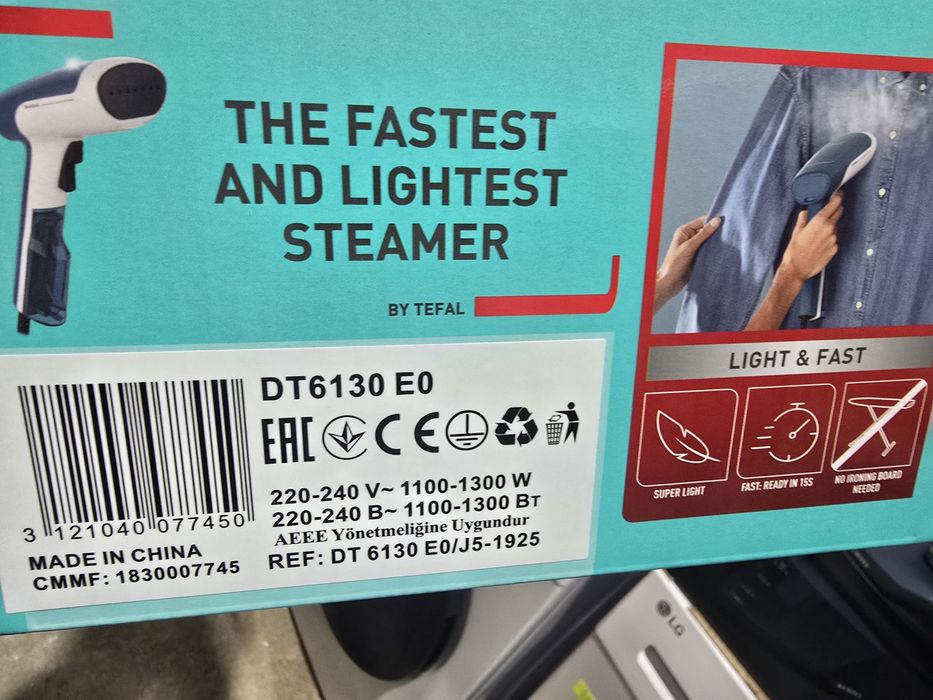 THE FASTEST
AND LIGHTEST
STEAMER
BY TEFAL
LIGHT & FAST
SUPER LIGHT
FAST: READY IN 15S
NO IRONING BOARD
NEEDED
DT6130 E0
EAC
CE
220-240 V~ 1100-1300 W
220-240 В~ 1100-1300 Вт
AEEE Yönetmeliğine Uygundur
REF: DT 6130 E0/J5-1925
3 121040 077450
MADE IN CHINA
CMMF: 1830007745
LG